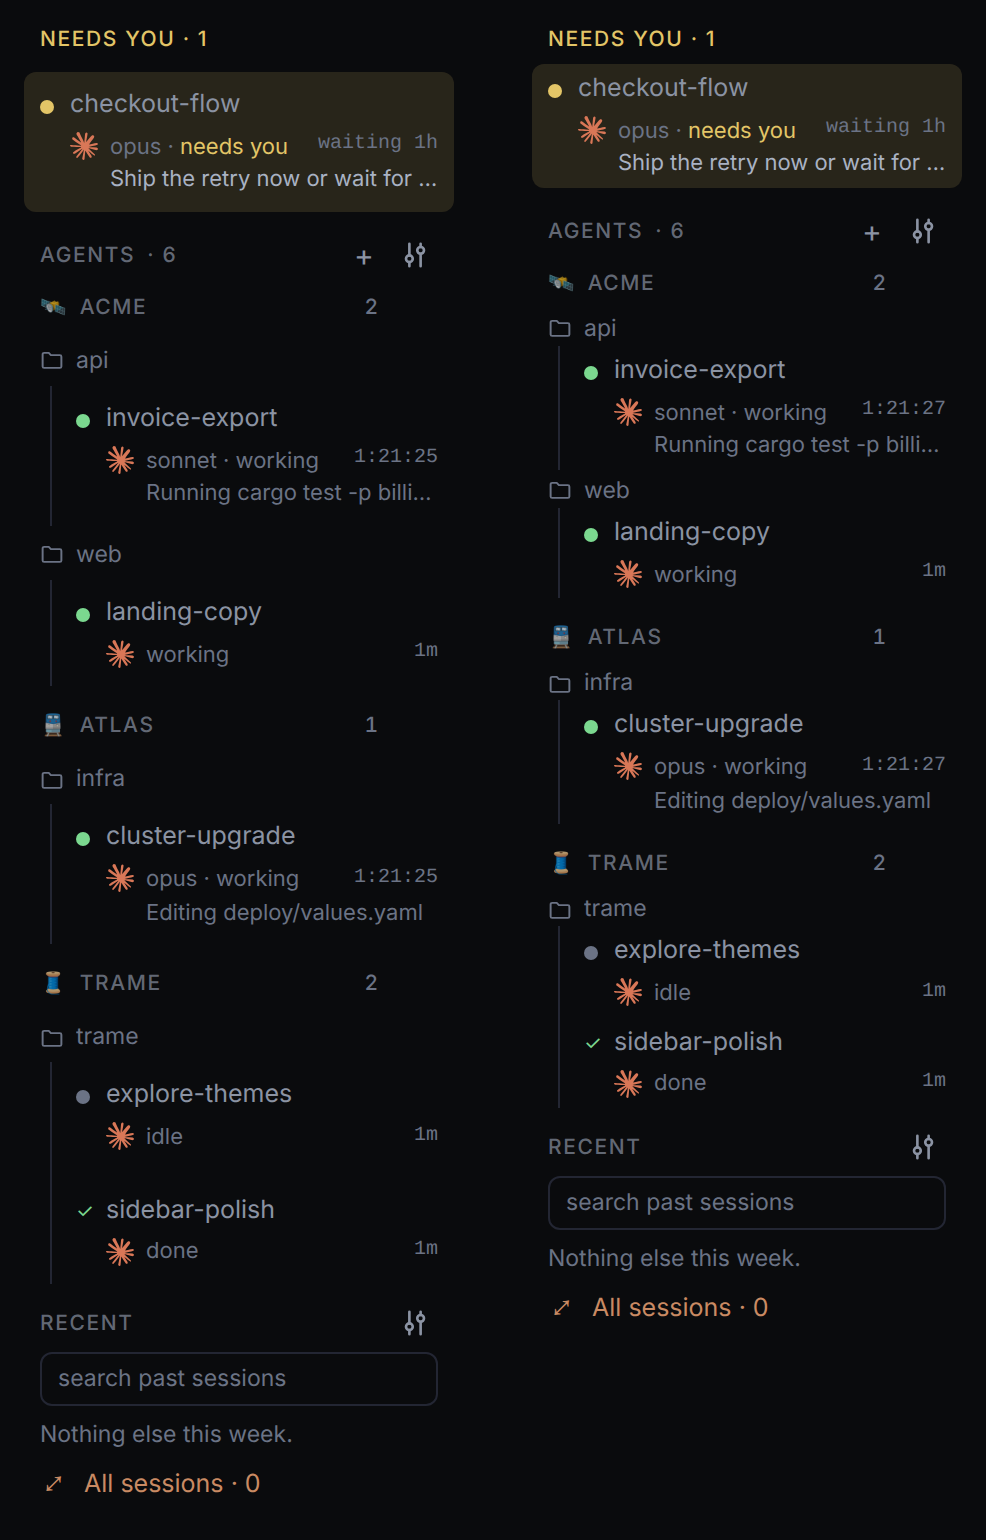 NEEDS YOU · 1
checkout-flow
opus · needs you waiting 1h
Ship the retry now or wait for ...
AGENTS · 6 +
ACME 2
api
invoice-export
sonnet · working 1:21:25
Running cargo test -p billi...
web
landing-copy
working 1m
ATLAS 1
infra
cluster-upgrade
opus · working 1:21:25
Editing deploy/values.yaml
TRAME 2
trame
explore-themes
idle 1m
sidebar-polish
done 1m
RECENT
search past sessions
Nothing else this week.
All sessions · 0
NEEDS YOU · 1
checkout-flow
opus · needs you waiting 1h
Ship the retry now or wait for ...
AGENTS · 6 +
ACME 2
api
invoice-export
sonnet · working 1:21:27
Running cargo test -p billi...
web
landing-copy
working 1m
ATLAS 1
infra
cluster-upgrade
opus · working 1:21:27
Editing deploy/values.yaml
TRAME 2
trame
explore-themes
idle 1m
sidebar-polish
done 1m
RECENT
search past sessions
Nothing else this week.
All sessions · 0